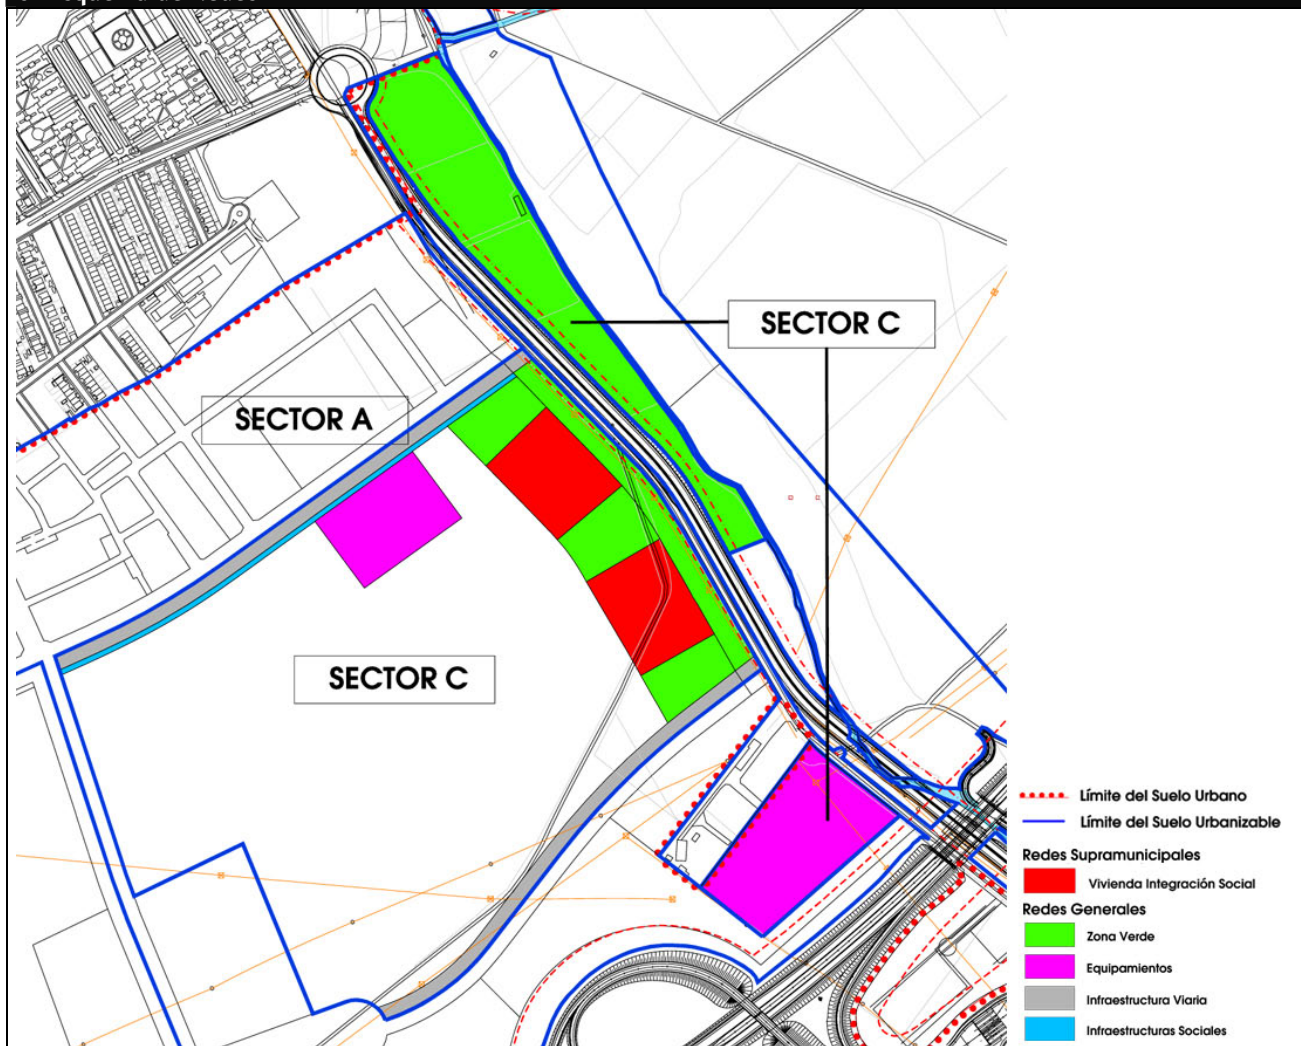 SECTOR C
SECTOR A
SECTOR C
Límite del Suelo Urbano
Límite del Suelo Urbanizable
Redes Supramunicipales
Vivienda Integración Social
Redes Generales
Zona Verde
Equipamientos
Infraestructura Viaria
Infraestructuras Sociales